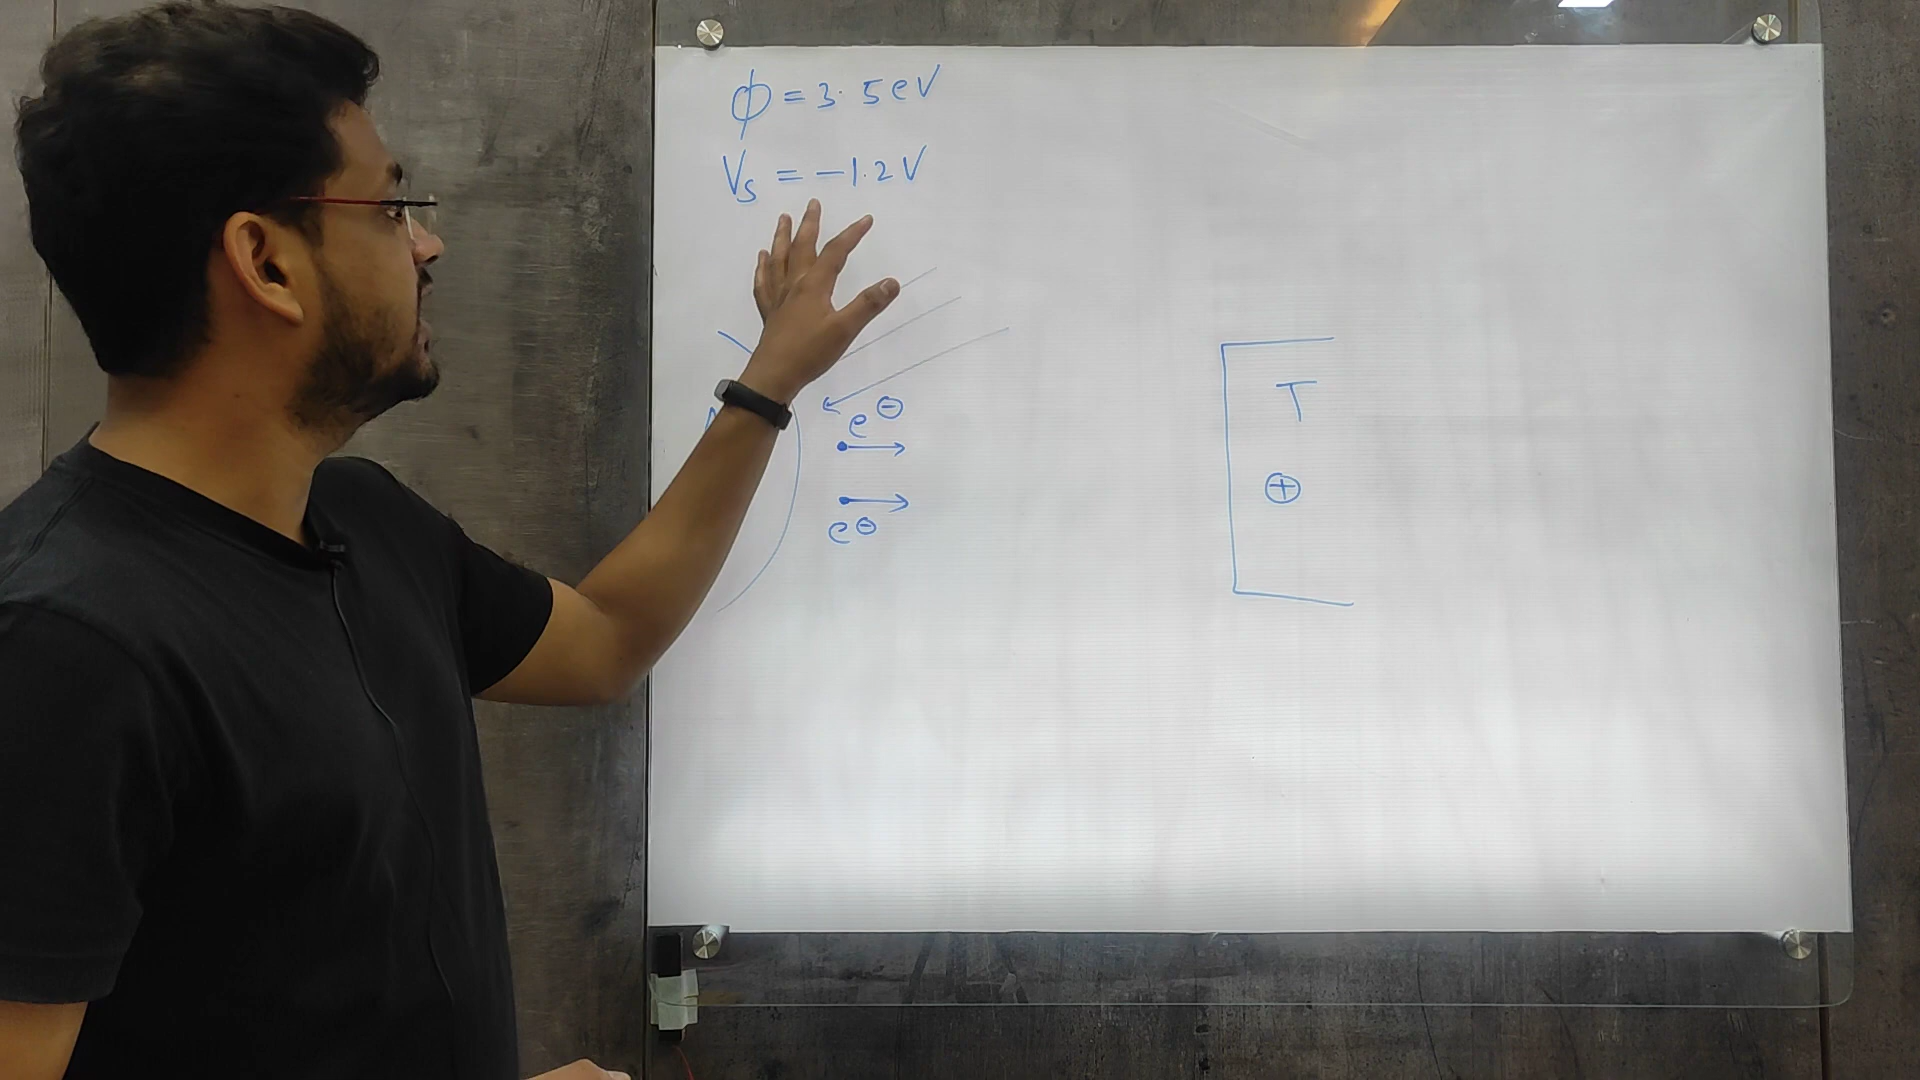 ϕ = 3.5 eV
Vs = -1.2 V
e⊖
T
⊕
e⊖